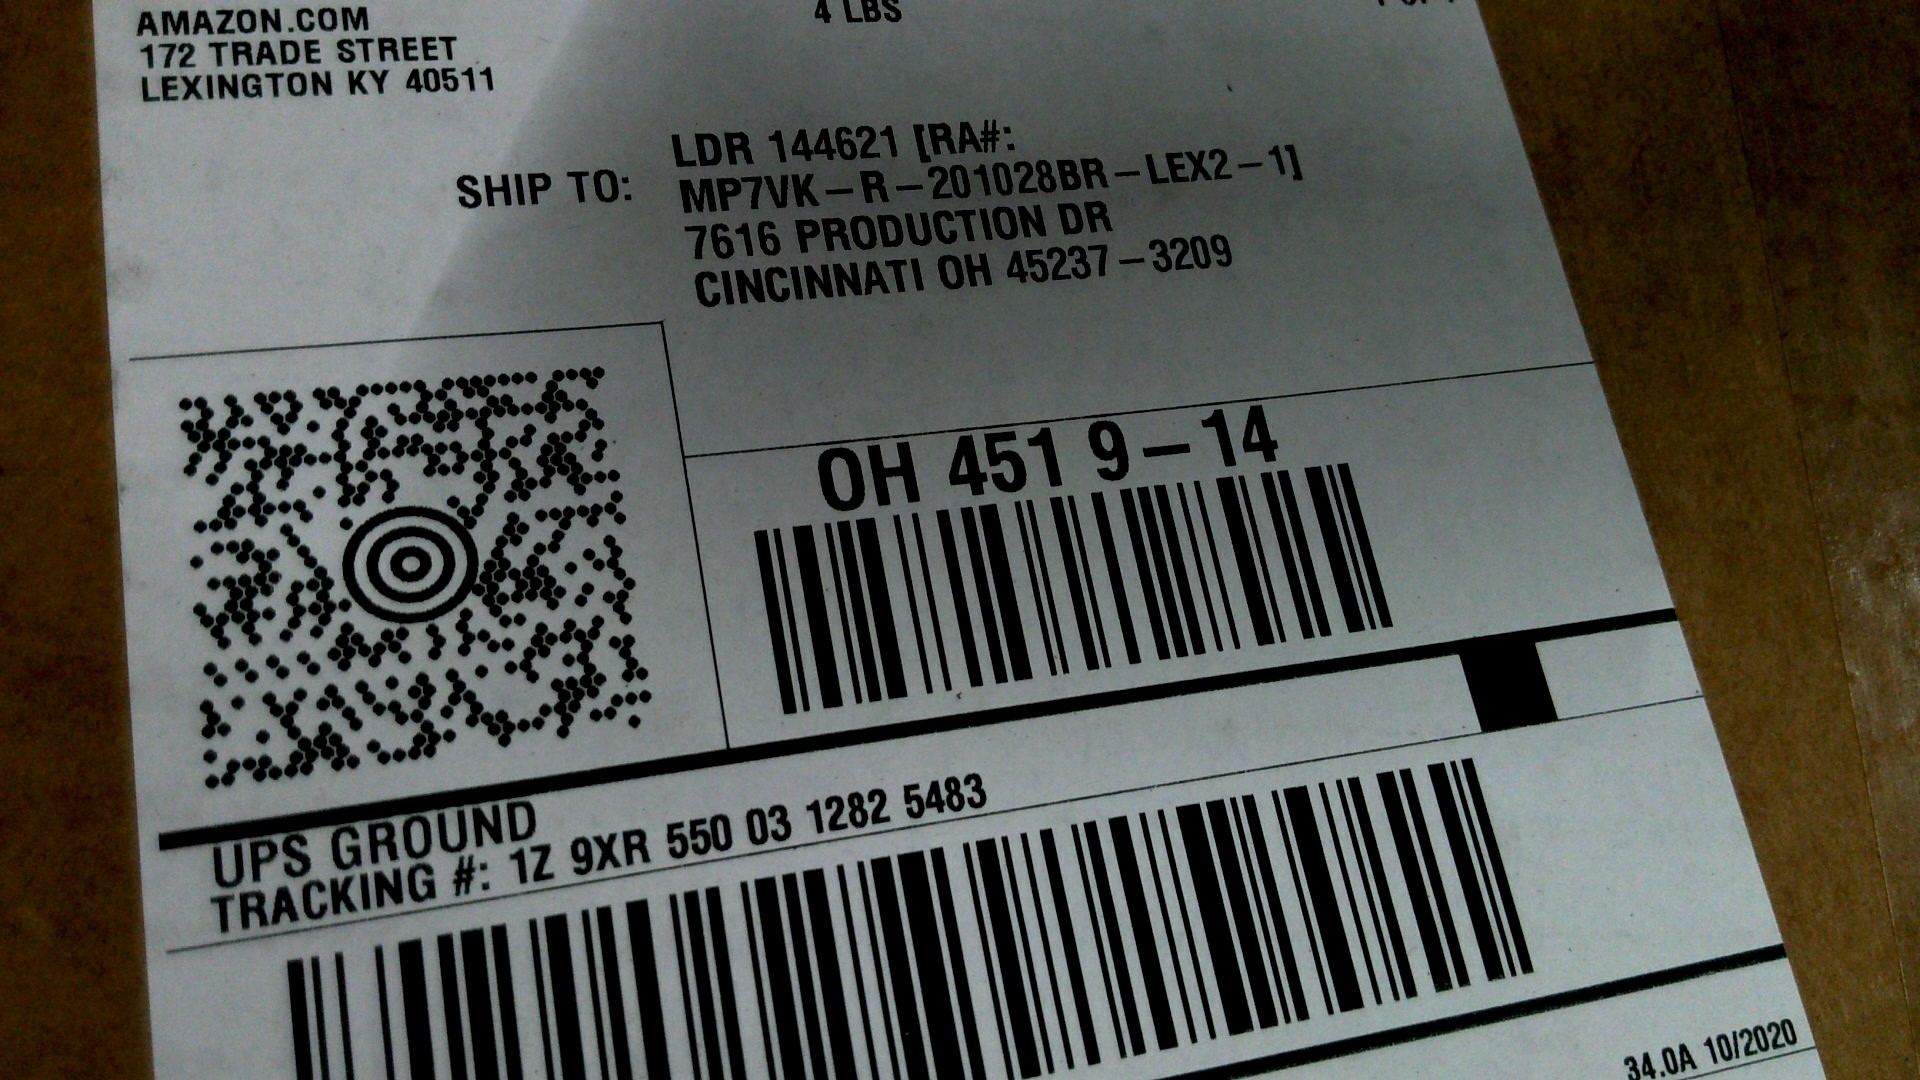 AMAZON.COM
172 TRADE STREET
LEXINGTON KY 40511
4 LBS
SHIP TO:
LDR 144621 [RA#:
MP7VK-R-201028BR-LEX2-1]
7616 PRODUCTION DR
CINCINNATI OH 45237-3209
OH 451 9-14
UPS GROUND
TRACKING #: 1Z 9XR 550 03 1282 5483
34.0A 10/2020